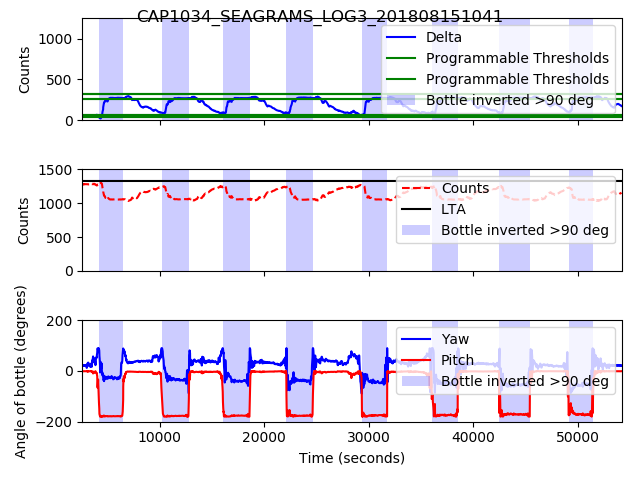 CAP1034_SEAGRAMS_LOG3_201808151041
Counts
1000
500
0
Delta
Programmable Thresholds
Programmable Thresholds
Bottle inverted >90 deg
Counts
1500
1000
500
0
Counts
LTA
Bottle inverted >90 deg
Angle of bottle (degrees)
200
0
−200
Yaw
Pitch
Bottle inverted >90 deg
10000 20000 30000 40000 50000
Time (seconds)